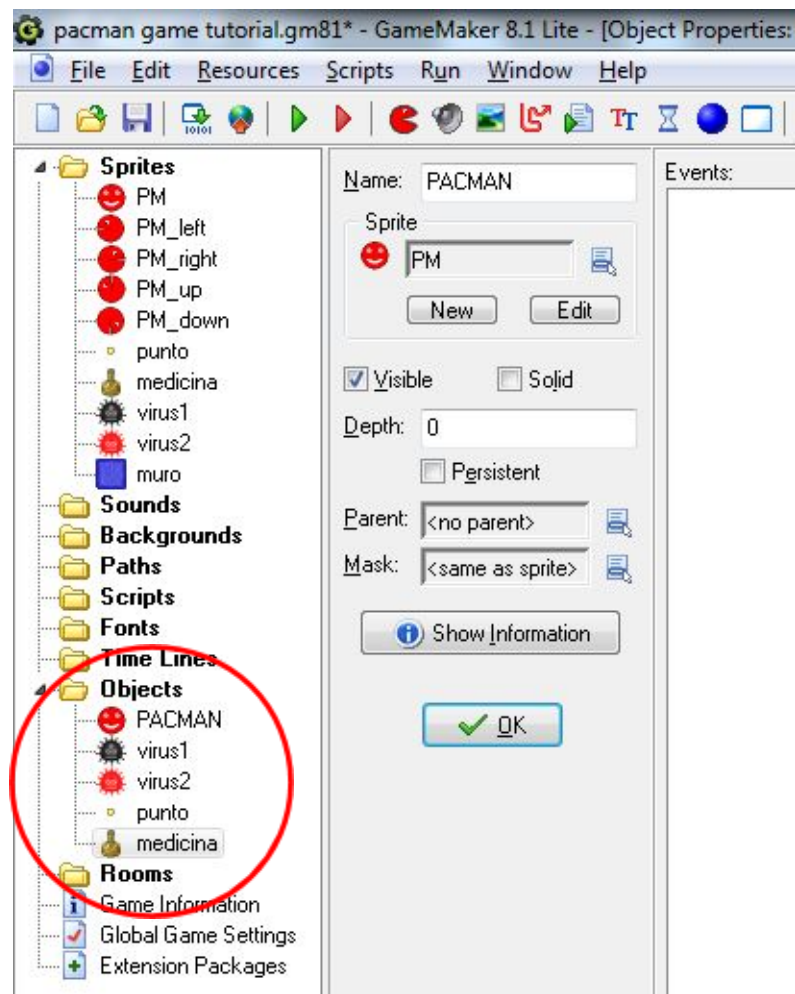 pacman game tutorial.gm81* - GameMaker 8.1 Lite - [Object Properties:
File Edit Resources Scripts Run Window Help
Sprites
PM
PM_left
PM_right
PM_up
PM_down
punto
medicina
virus1
virus2
muro
Sounds
Backgrounds
Paths
Scripts
Fonts
Time Lines
Objects
PACMAN
virus1
virus2
punto
medicina
Rooms
Game Information
Global Game Settings
Extension Packages
Name: PACMAN
Sprite
PM
New Edit
Visible Solid
Depth: 0
Persistent
Parent: <no parent>
Mask: <same as sprite>
Show Information
OK
Events: